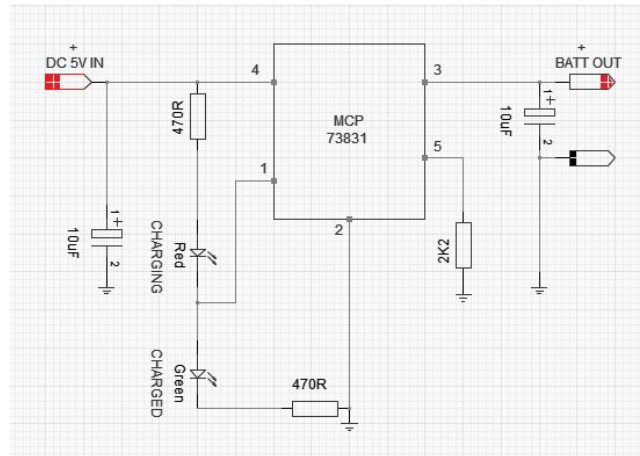 +
DC 5V IN
+
BATT OUT
4
3
470R
MCP
73831
1
+
10uF
2
5
1
2
1
+
10uF
2
Red
CHARGING
2K2
Green
CHARGED
470R